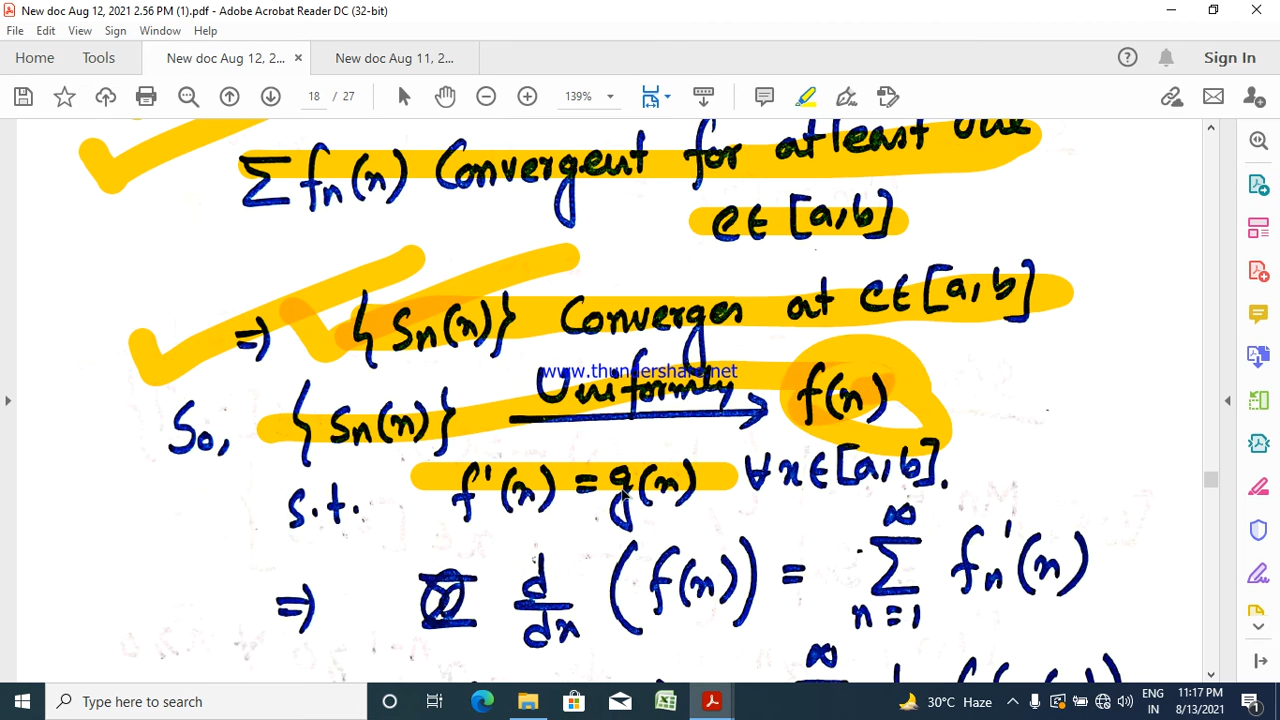 New doc Aug 12, 2021 2.56 PM (1).pdf - Adobe Acrobat Reader DC (32-bit)
File Edit View Sign Window Help
Home Tools New doc Aug 12, 2... × New doc Aug 11, 2... Sign In
18 / 27 139%
Σ fn(x) Convergent for atleast one
c∈ [a,b]
=> {Sn(x)} Converges at c∈[a,b]
www.thundershare.net
Uniformly
So, {Sn(x)} → f(x)
s.t. f'(x) = g(x) ∀x∈[a,b].
=> d/dx (f(x)) = ∞Σn=1 fn'(x)
∞
Type here to search
30°C Haze
ENG
IN
11:17 PM
8/13/2021
1